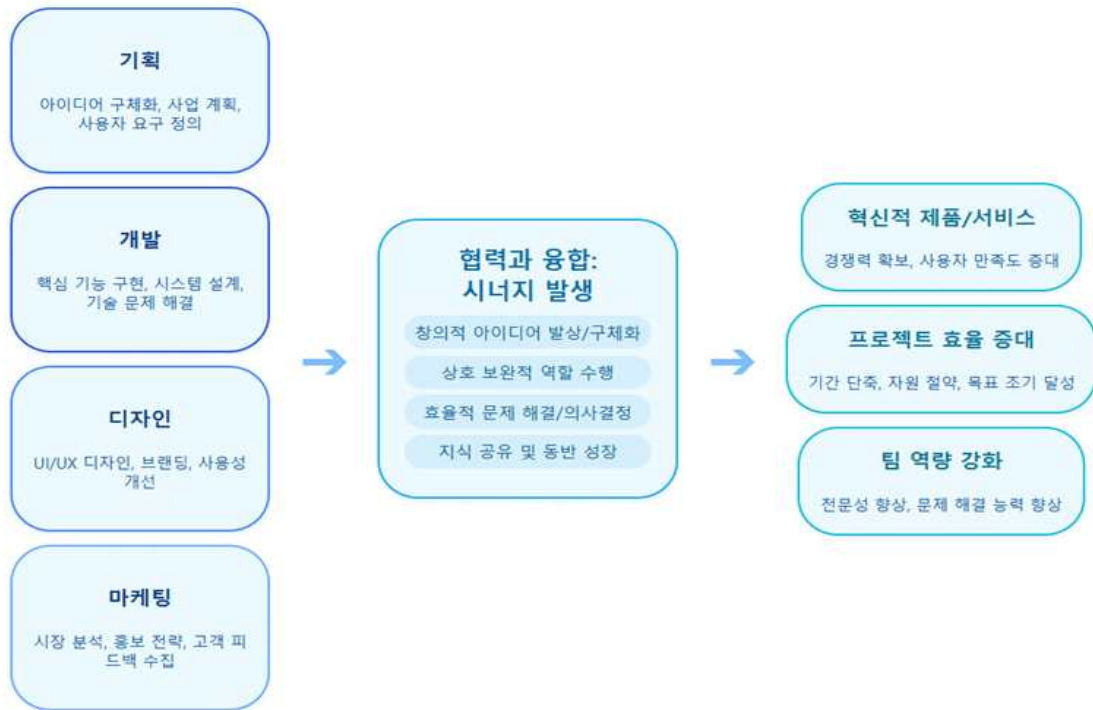 기획
아이디어 구체화, 사업 계획,
사용자 요구 정의
개발
핵심 기능 구현, 시스템 설계,
기술 문제 해결
디자인
UI/UX 디자인, 브랜딩, 사용성
개선
마케팅
시장 분석, 홍보 전략, 고객 피
드백 수집
협력과 융합:
시너지 발생
창의적 아이디어 발상/구체화
상호 보완적 역할 수행
효율적 문제 해결/의사결정
지식 공유 및 동반 성장
혁신적 제품/서비스
경쟁력 확보, 사용자 만족도 증대
프로젝트 효율 증대
기간 단축, 자원 절약, 목표 조기 달성
팀 역량 강화
전문성 향상, 문제 해결 능력 향상